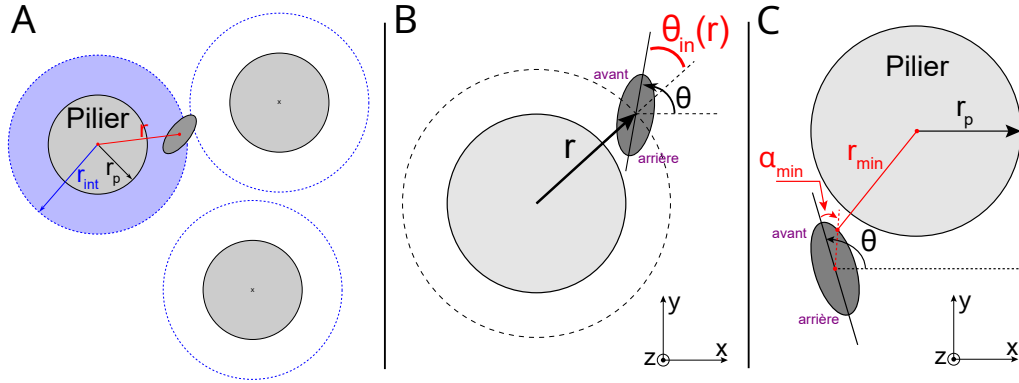 A
Pilier
r
r_p
r_int
x
x
B
θ_in(r)
avant
θ
r
arrière
y
z
x
C
Pilier
r_p
r_min
α_min
avant
θ
arrière
y
z
x